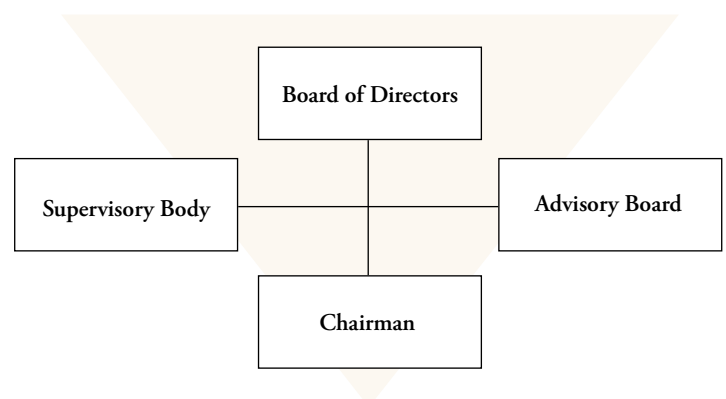 Board of Directors
Supervisory Body
Advisory Board
Chairman